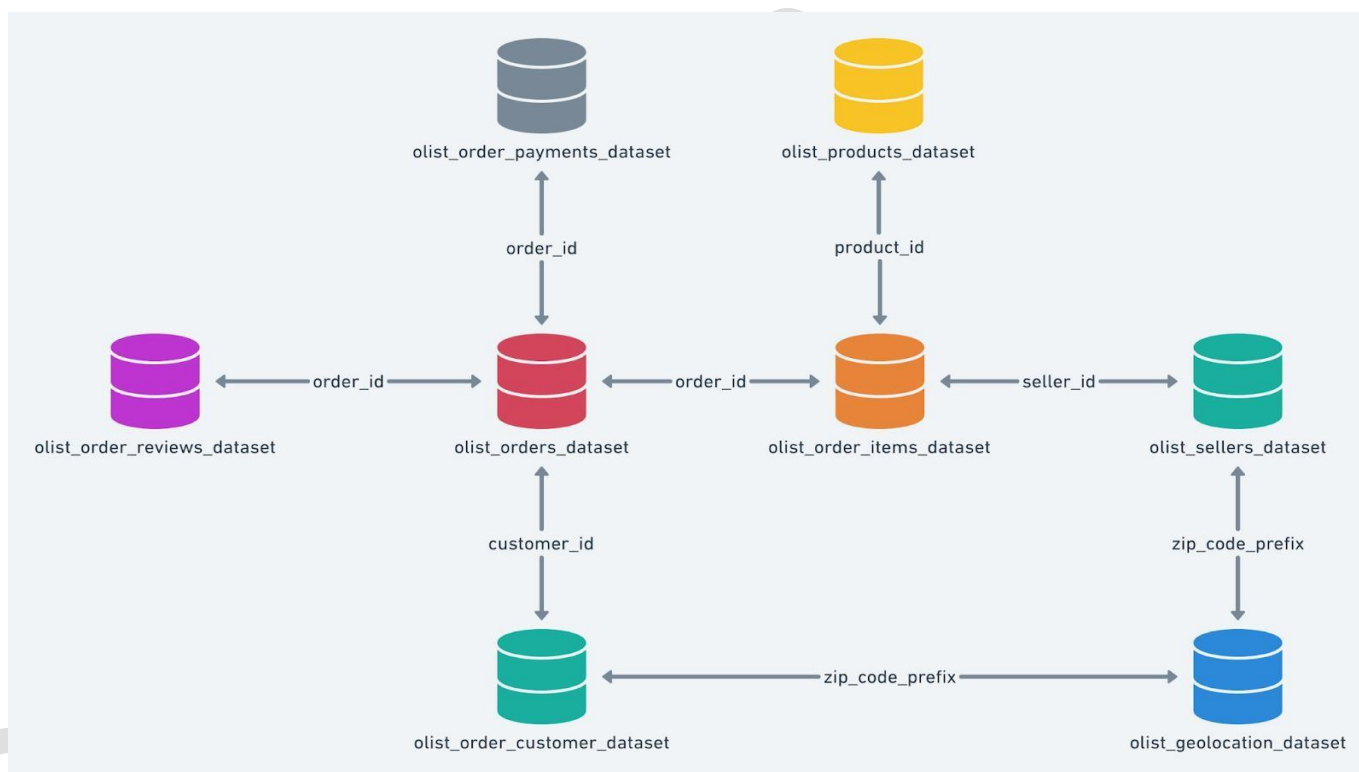 olist_order_payments_dataset
olist_products_dataset
order_id
product_id
order_id
order_id
seller_id
olist_order_reviews_dataset
olist_orders_dataset
olist_order_items_dataset
olist_sellers_dataset
customer_id
zip_code_prefix
zip_code_prefix
olist_order_customer_dataset
olist_geolocation_dataset